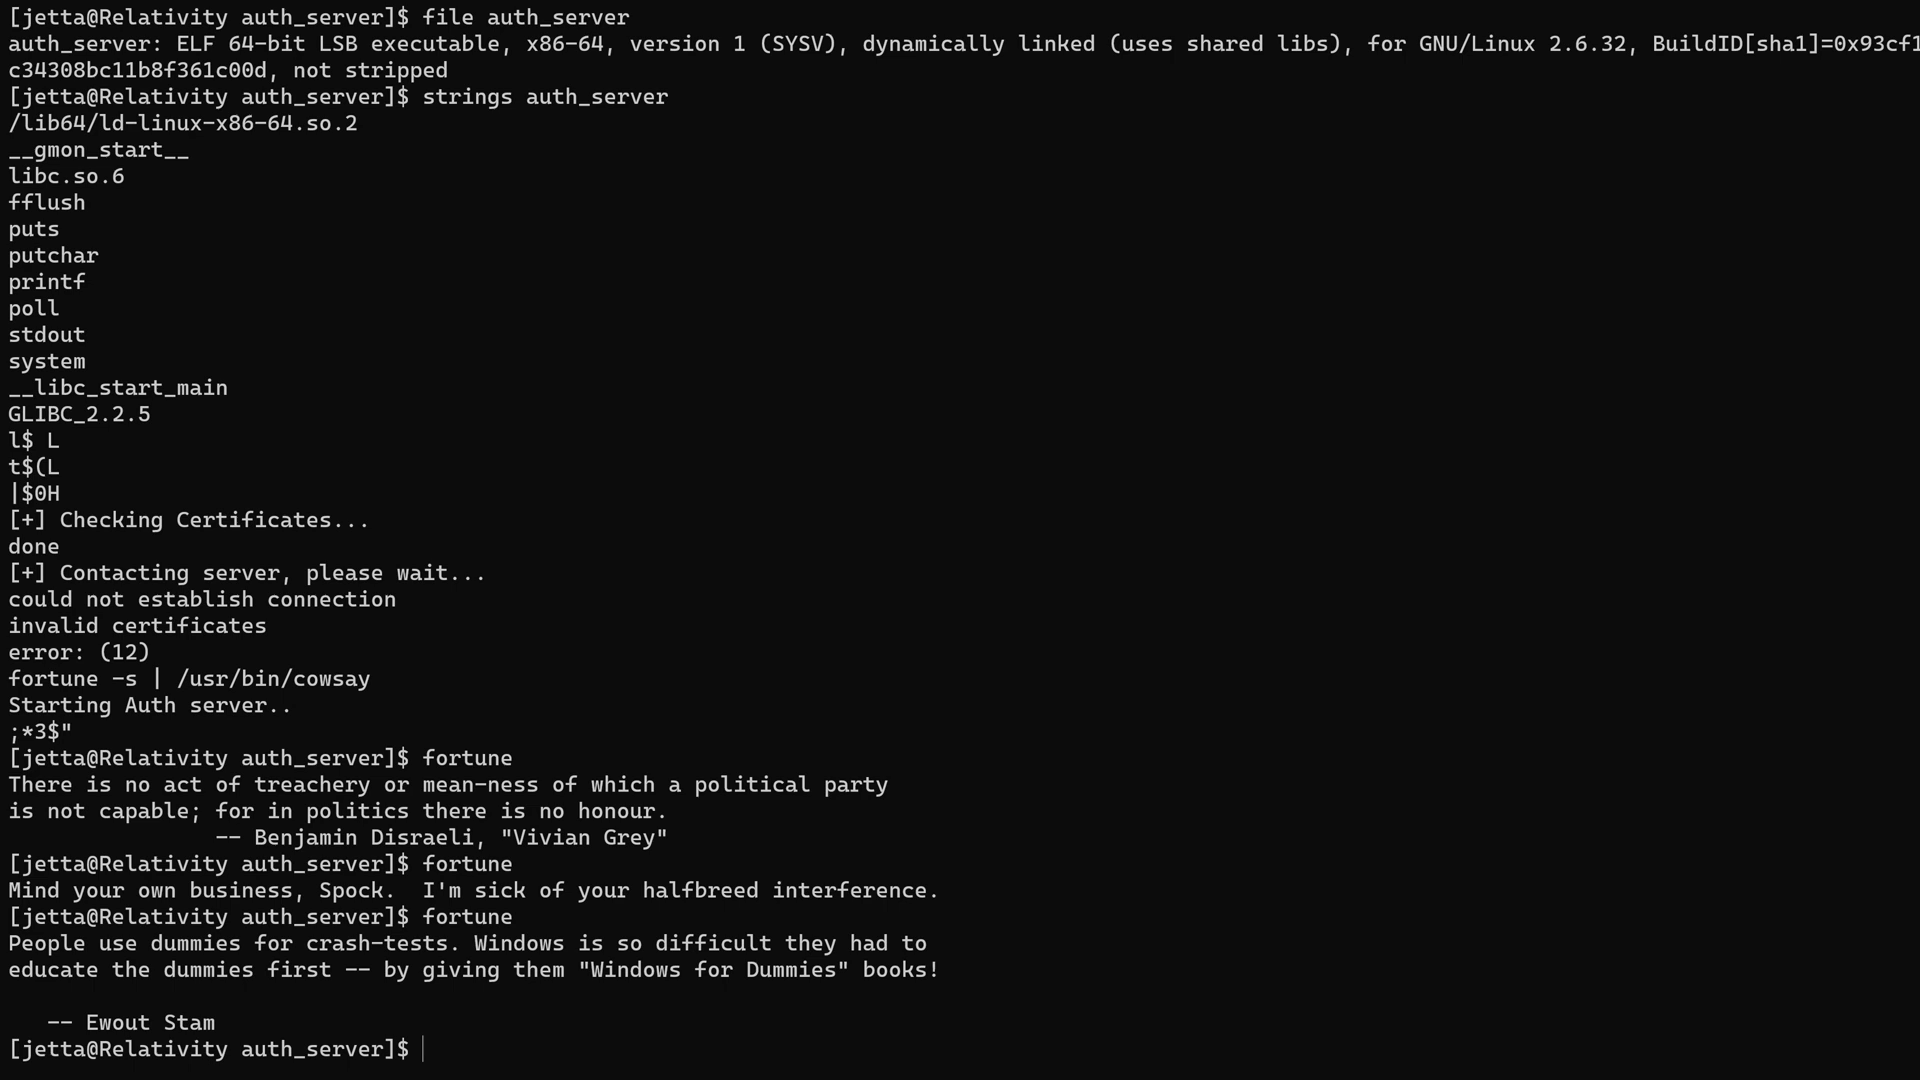 [jetta@Relativity auth_server]$ file auth_server
auth_server: ELF 64-bit LSB executable, x86-64, version 1 (SYSV), dynamically linked (uses shared libs), for GNU/Linux 2.6.32, BuildID[sha1]=0x93cf1
c34308bc11b8f361c00d, not stripped
[jetta@Relativity auth_server]$ strings auth_server
/lib64/ld-linux-x86-64.so.2
__gmon_start__
libc.so.6
fflush
puts
putchar
printf
poll
stdout
system
__libc_start_main
GLIBC_2.2.5
l$ L
t$(L
|$0H
[+] Checking Certificates...
done
[+] Contacting server, please wait...
could not establish connection
invalid certificates
error: (12)
fortune -s | /usr/bin/cowsay
Starting Auth server..
;*3$"
[jetta@Relativity auth_server]$ fortune
There is no act of treachery or mean-ness of which a political party
is not capable; for in politics there is no honour.
                -- Benjamin Disraeli, "Vivian Grey"
[jetta@Relativity auth_server]$ fortune
Mind your own business, Spock.  I'm sick of your halfbreed interference.
[jetta@Relativity auth_server]$ fortune
People use dummies for crash-tests. Windows is so difficult they had to
educate the dummies first -- by giving them "Windows for Dummies" books!

   -- Ewout Stam
[jetta@Relativity auth_server]$